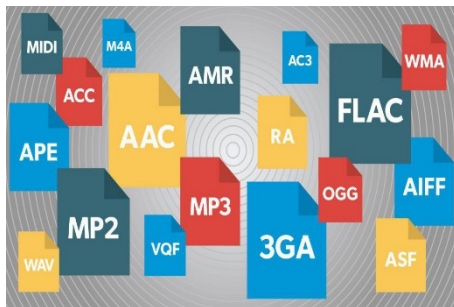 MIDI
M4A
AMR
AC3
WMA
ACC
FLAC
AAC
RA
APE
MP3
OGG
AIFF
MP2
VQF
3GA
WAV
ASF